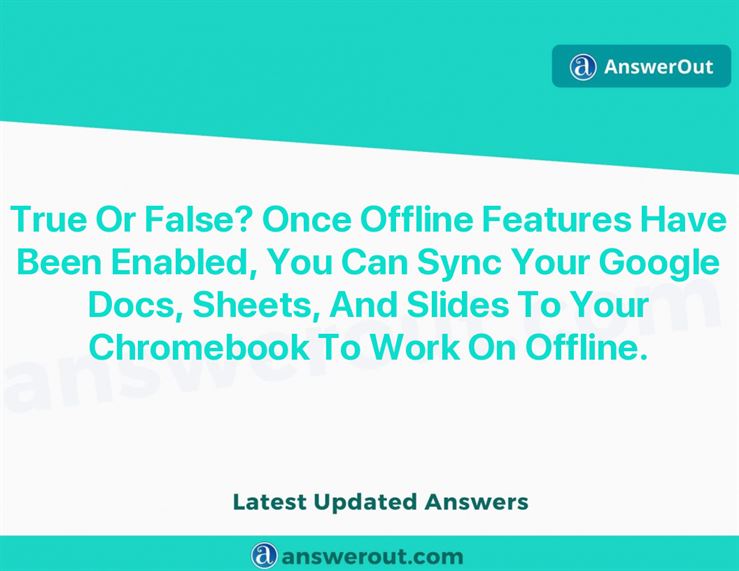 a AnswerOut
True Or False? Once Offline Features Have
Been Enabled, You Can Sync Your Google
Docs, Sheets, And Slides To Your
Chromebook To Work On Offline.
answerout.com
Latest Updated Answers
a answerout.com